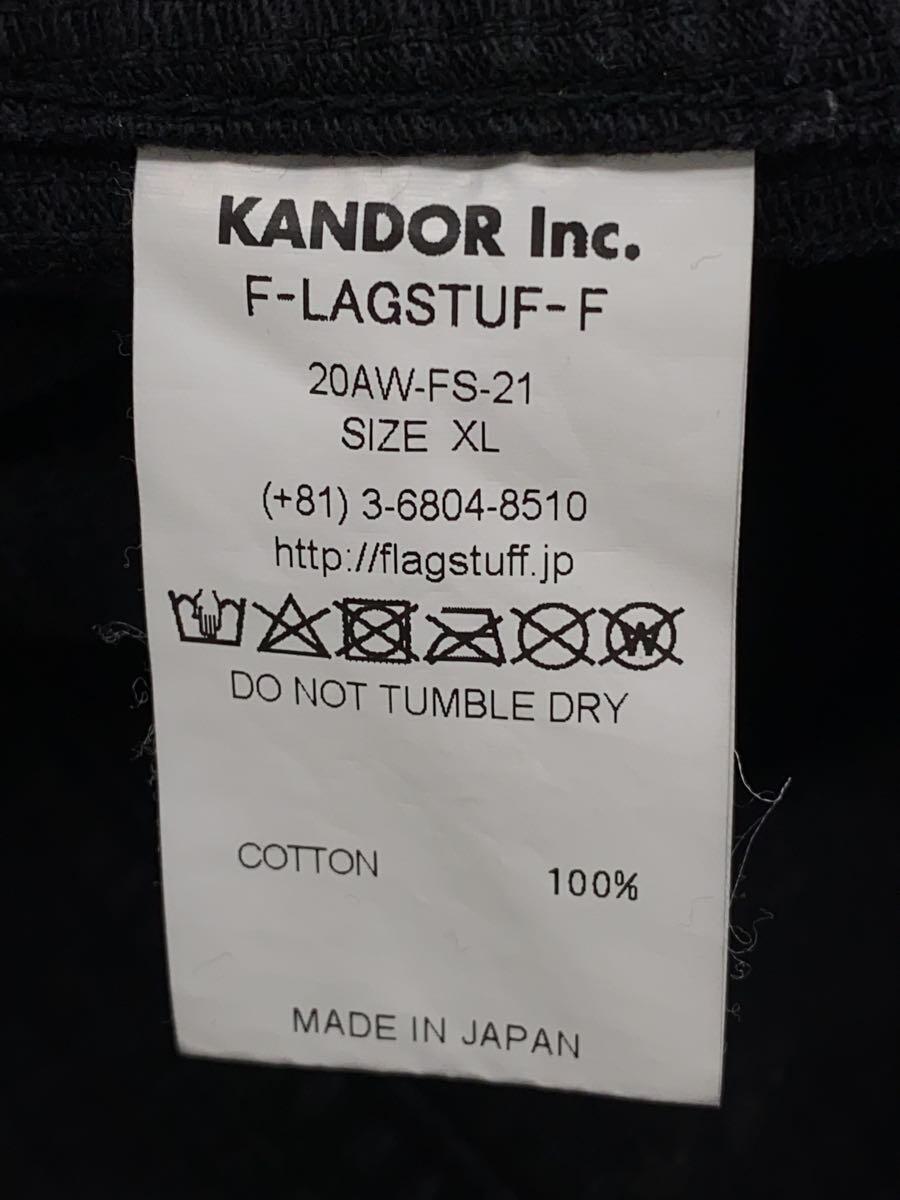 KANDOR Inc.
F-LAGSTUF-F
20AW-FS-21
SIZE XL
(+81) 3-6804-8510
http://flagstuff.jp
W
DO NOT TUMBLE DRY
COTTON 100%
MADE IN JAPAN